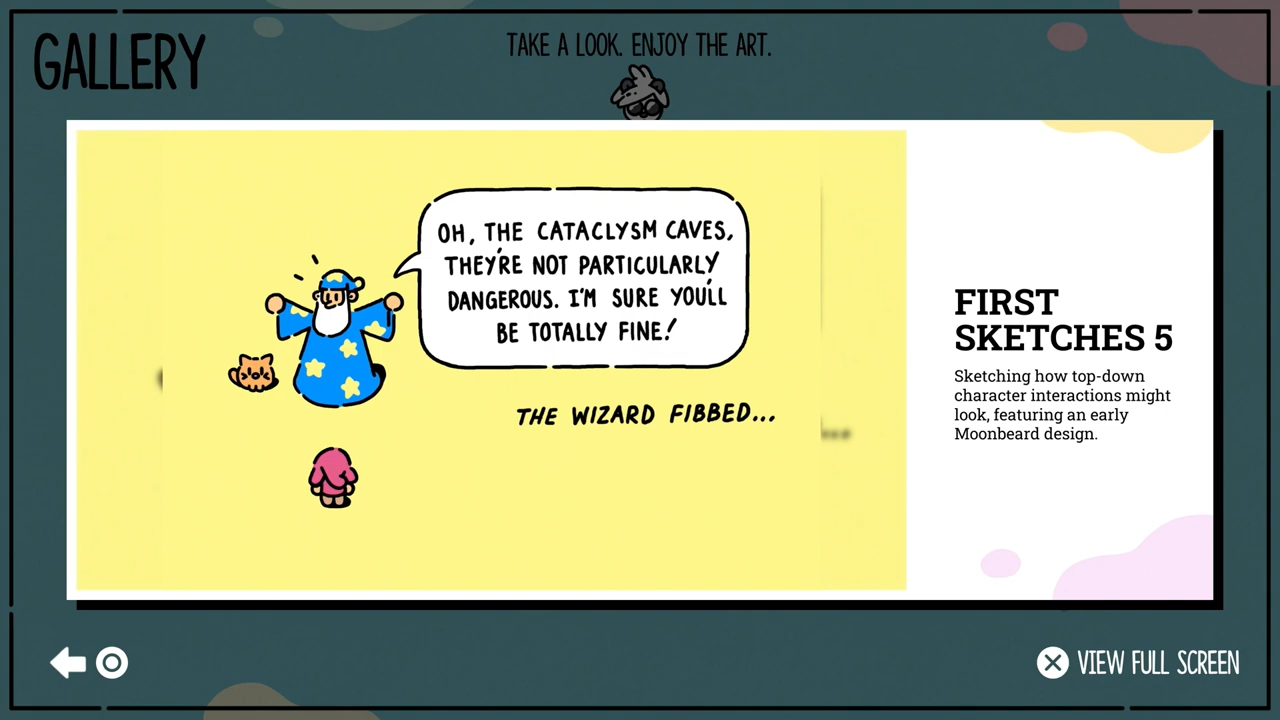 GALLERY
TAKE A LOOK. ENJOY THE ART.
OH, THE CATACLYSM CAVES,
THEY'RE NOT PARTICULARLY
DANGEROUS. I'M SURE YOU'LL
BE TOTALLY FINE!
THE WIZARD FIBBED...
FIRST
SKETCHES 5
Sketching how top-down
character interactions might
look, featuring an early
Moonbeard design.
VIEW FULL SCREEN